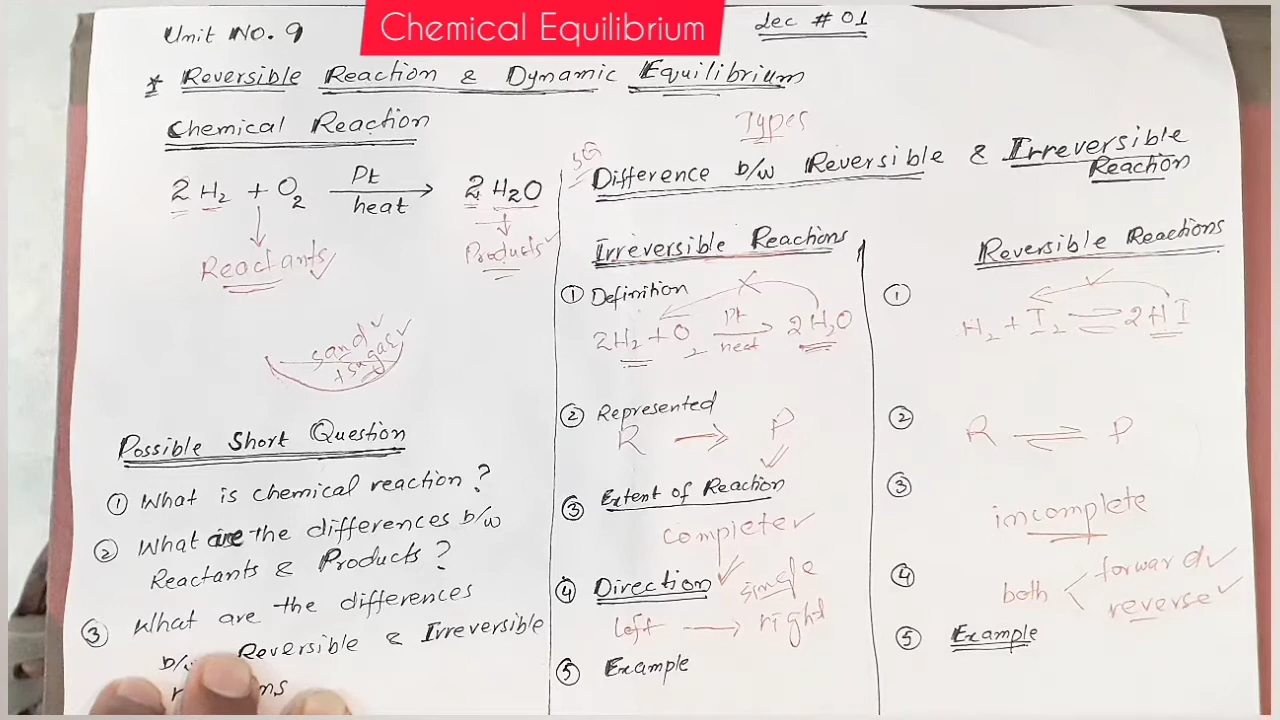 Unit No. 9
Chemical Equilibrium
Lec # 01
* Reversible Reaction & Dynamic Equilibrium
Chemical Reaction
2 H2 + O2 Pt heat → 2 H2O
Reactants ✓
Products ✓
sand ✓
+ sugar ✓
Possible Short Question
① What is chemical reaction?
② What are the differences b/w
Reactants & Products?
③ What are the differences
b/w Reversible & Irreversible
Types
Difference b/w Reversible & Irreversible
Reaction
Irreversible Reactions
① Definition
2H2 + O2 Pt heat → 2H2O
② Represented
R → P
③ Extent of Reaction
complete ✓
④ Direction ✓ single
left → right
⑤ Example
Reversible Reactions
①
H2 + I2 ⇌ 2HI
②
R ⇌ P
③
incomplete
④
both < forward ✓
reverse ✓
⑤ Example